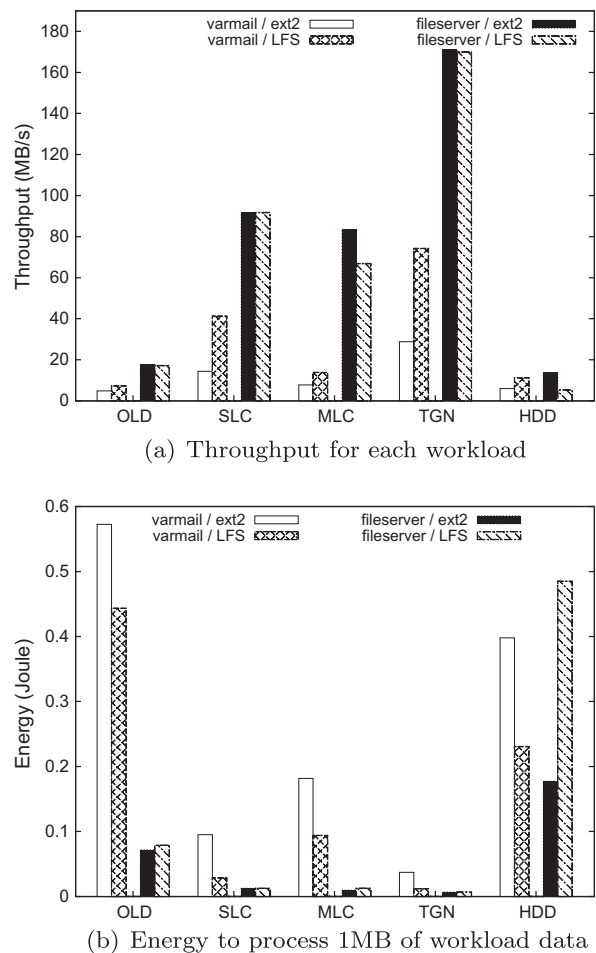 varmail / ext2 fileserver / ext2
varmail / LFS fileserver / LFS
180
160
140
120
100
80
60
40
20
0
Throughput (MB/s)
OLD SLC MLC TGN HDD
(a) Throughput for each workload
varmail / ext2 fileserver / ext2
varmail / LFS fileserver / LFS
0.6
0.5
0.4
0.3
0.2
0.1
0
Energy (Joule)
OLD SLC MLC TGN HDD
(b) Energy to process 1MB of workload data